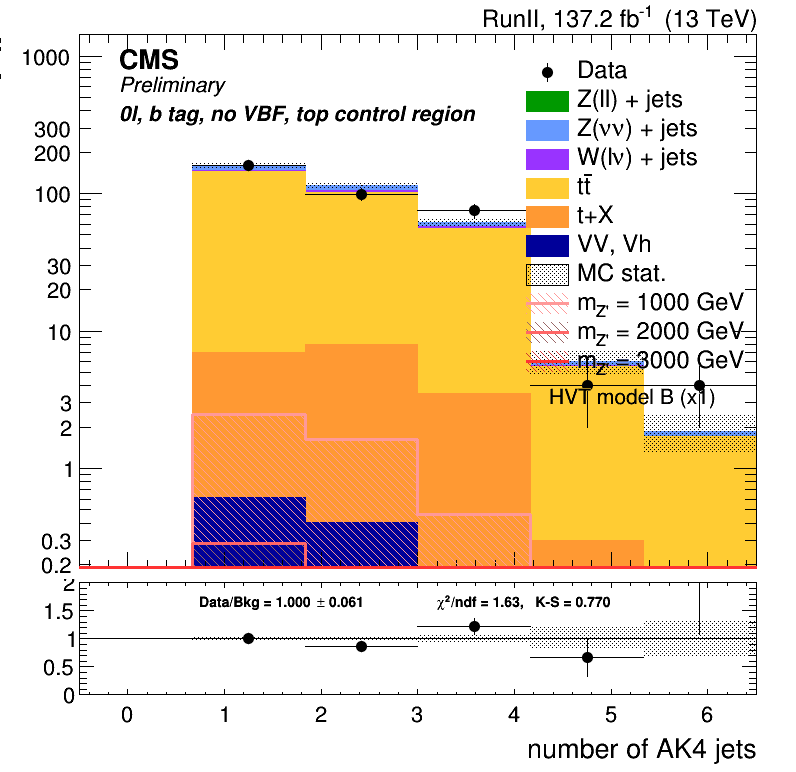 RunII, 137.2 fb⁻¹ (13 TeV)
CMS
Preliminary
0l, b tag, no VBF, top control region
Data
Z(ll) + jets
Z(νν) + jets
W(lν) + jets
tt̄
t+X
VV, Vh
MC stat.
m_Z' = 1000 GeV
m_Z' = 2000 GeV
m_Z' = 3000 GeV
HVT model B (x1)
1000
300
200
100
30
20
10
3
2
1
0.3
0.2
Data/Bkg = 1.000 ± 0.061
χ²/ndf = 1.63, K-S = 0.770
2
1.5
1
0.5
0
0 1 2 3 4 5 6
number of AK4 jets